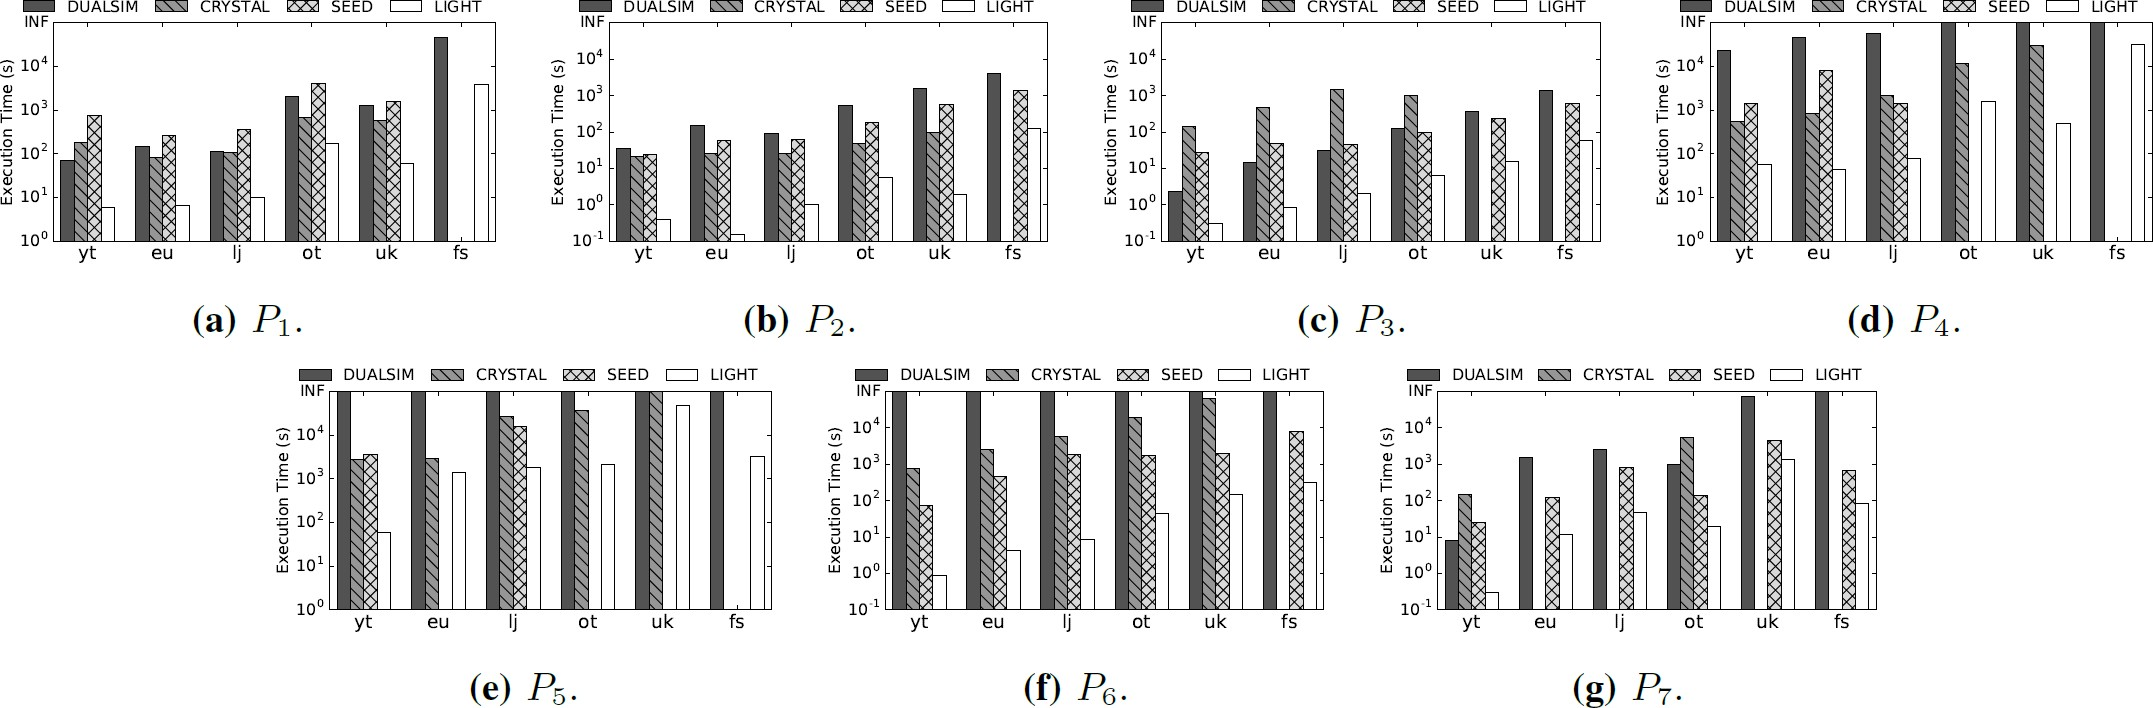 DUALSIM CRYSTAL SEED LIGHT
INF
10^4
10^3
10^2
10^1
10^0
Execution Time (s)
yt eu lj ot uk fs
(a) P_1.
DUALSIM CRYSTAL SEED LIGHT
INF
10^4
10^3
10^2
10^1
10^0
10^-1
Execution Time (s)
yt eu lj ot uk fs
(b) P_2.
DUALSIM CRYSTAL SEED LIGHT
INF
10^4
10^3
10^2
10^1
10^0
10^-1
Execution Time (s)
yt eu lj ot uk fs
(c) P_3.
DUALSIM CRYSTAL SEED LIGHT
INF
10^4
10^3
10^2
10^1
10^0
Execution Time (s)
yt eu lj ot uk fs
(d) P_4.
DUALSIM CRYSTAL SEED LIGHT
INF
10^4
10^3
10^2
10^1
10^0
Execution Time (s)
yt eu lj ot uk fs
(e) P_5.
DUALSIM CRYSTAL SEED LIGHT
INF
10^4
10^3
10^2
10^1
10^0
10^-1
Execution Time (s)
yt eu lj ot uk fs
(f) P_6.
DUALSIM CRYSTAL SEED LIGHT
INF
10^4
10^3
10^2
10^1
10^0
10^-1
Execution Time (s)
yt eu lj ot uk fs
(g) P_7.